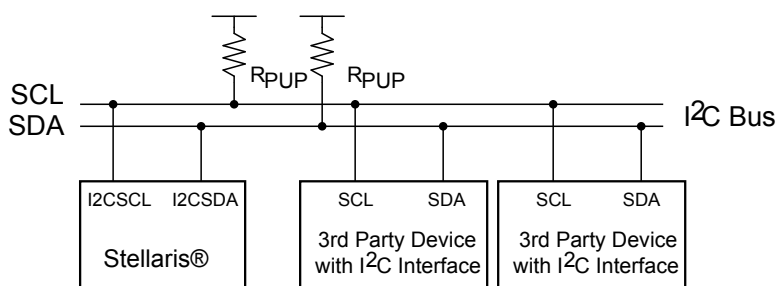 RPUP RPUP
SCL
SDA
I2C Bus
I2CSCL I2CSDA
Stellaris®
SCL SDA
3rd Party Device
with I2C Interface
SCL SDA
3rd Party Device
with I2C Interface